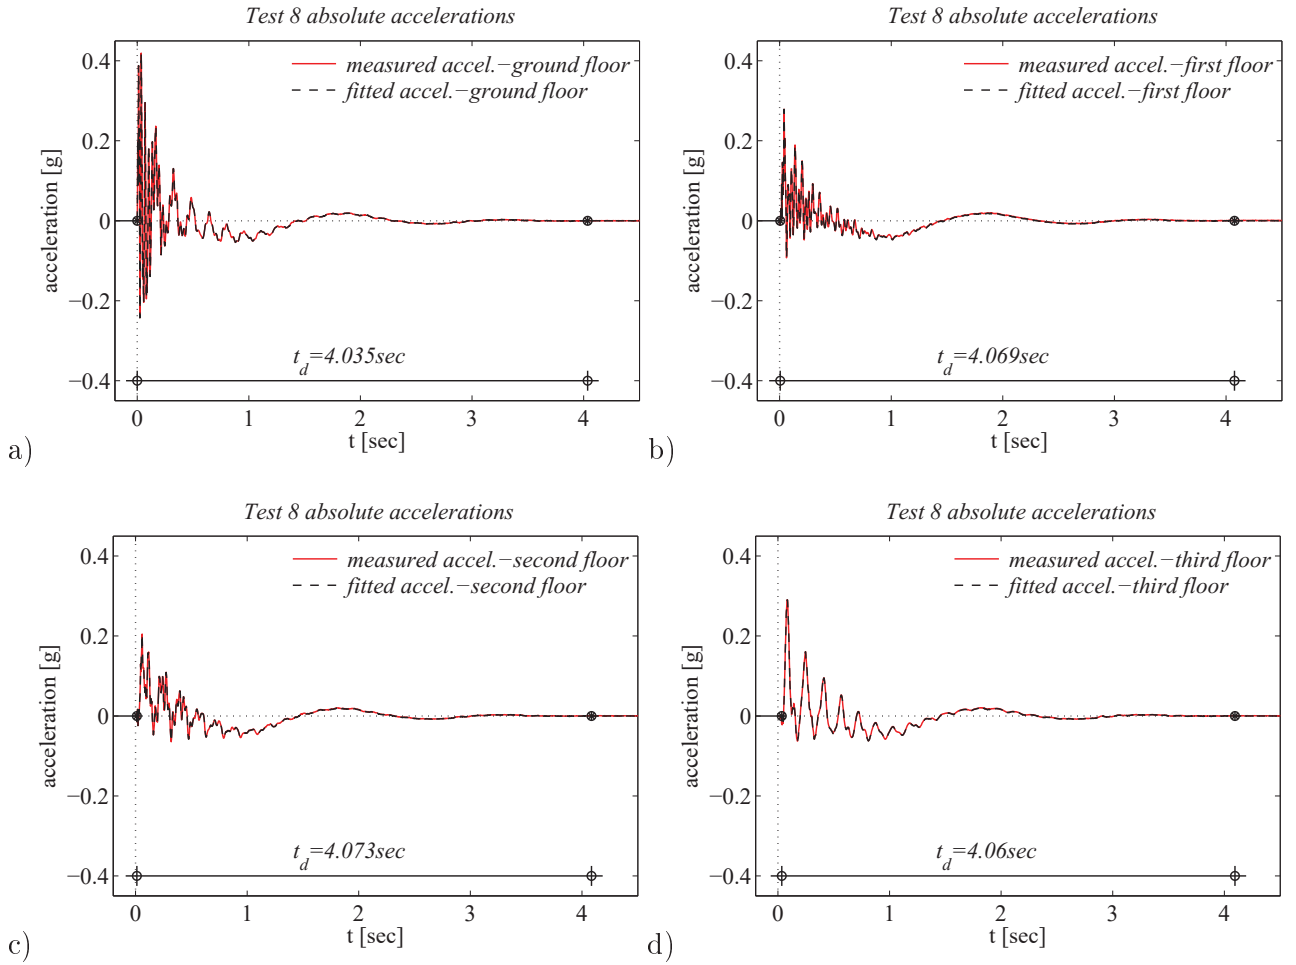 Test 8 absolute accelerations
measured accel.−ground floor
fitted accel.−ground floor
0.4
0.2
0
−0.2
−0.4
acceleration [g]
t_d=4.035sec
0 1 2 3 4
t [sec]
a)
Test 8 absolute accelerations
measured accel.−first floor
fitted accel.−first floor
0.4
0.2
0
−0.2
−0.4
acceleration [g]
t_d=4.069sec
0 1 2 3 4
t [sec]
b)
Test 8 absolute accelerations
measured accel.−second floor
fitted accel.−second floor
0.4
0.2
0
−0.2
−0.4
acceleration [g]
t_d=4.073sec
0 1 2 3 4
t [sec]
c)
Test 8 absolute accelerations
measured accel.−third floor
fitted accel.−third floor
0.4
0.2
0
−0.2
−0.4
acceleration [g]
t_d=4.06sec
0 1 2 3 4
t [sec]
d)